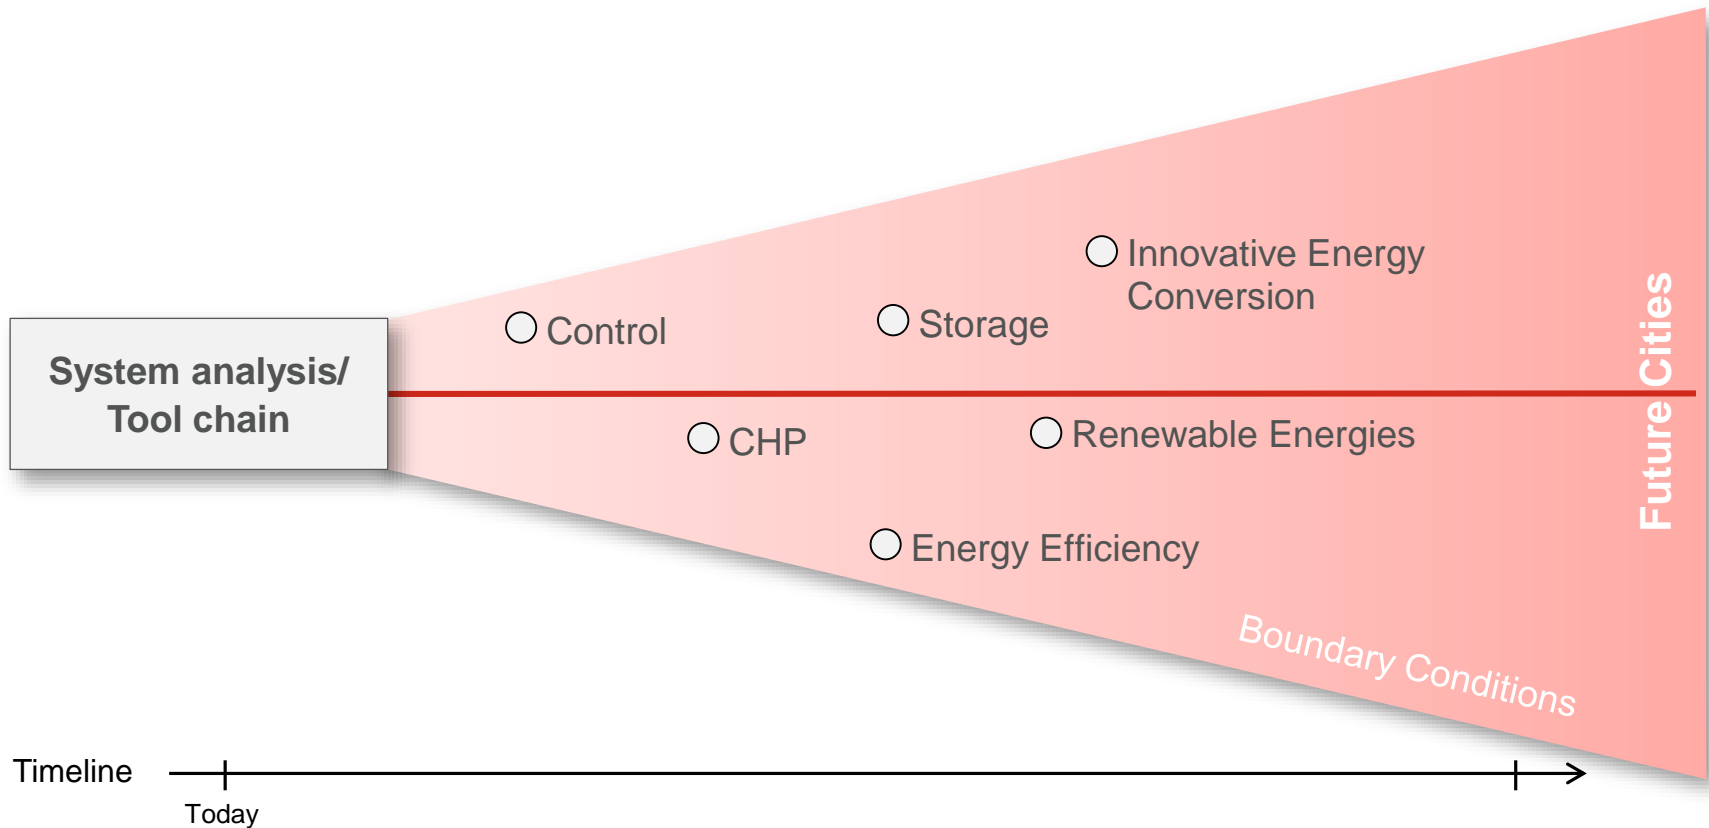 System analysis/
Tool chain
Control
Storage
Innovative Energy
Conversion
CHP
Renewable Energies
Energy Efficiency
Boundary Conditions
Future Cities
Timeline
Today